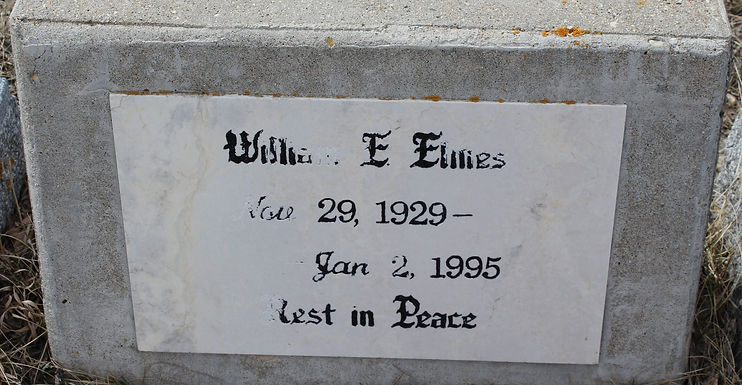 William E Elmes
Nov 29, 1929 –
– Jan 2, 1995
Rest in Peace